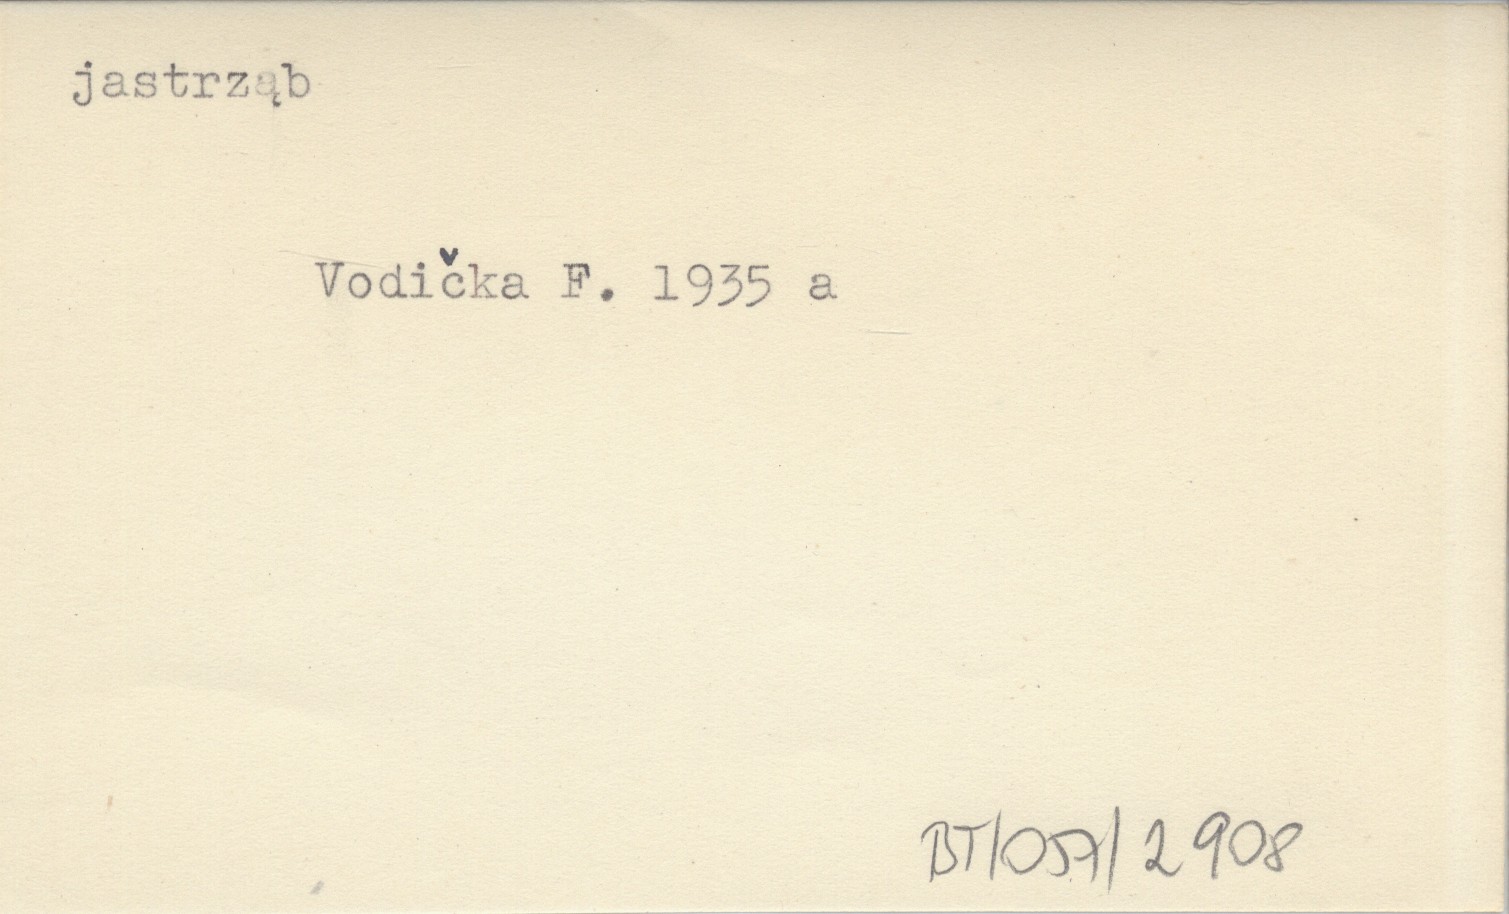 jastrząb
Vodička F. 1935 a
BT/057/2908